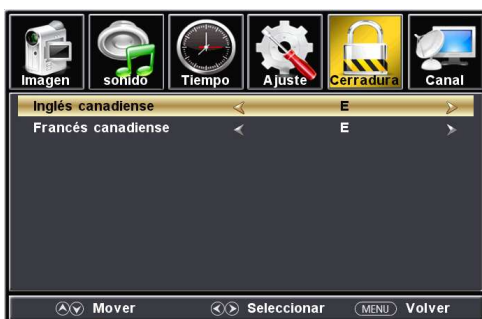 Imagen sonido Tiempo Ajuste Cerradura Canal
Inglés canadiense E
Francés canadiense E
Mover Seleccionar MENU Volver